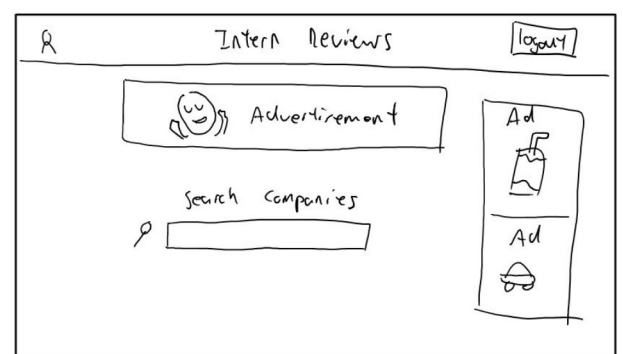 Intern Reviews
logout
Advertisement
Ad
Search Companies
Ad